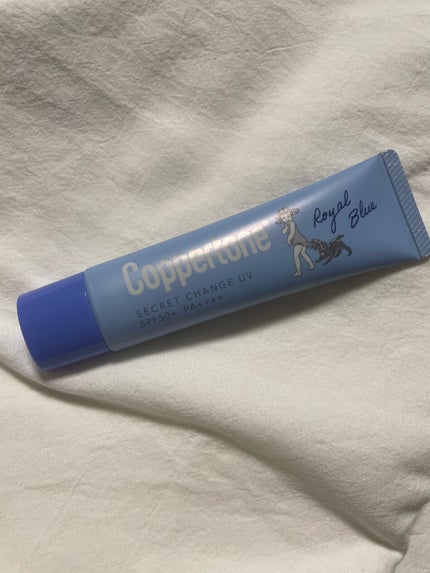 Coppertone
SECRET CHANGE UV
SPF50+ PA++++
Royal
Blue